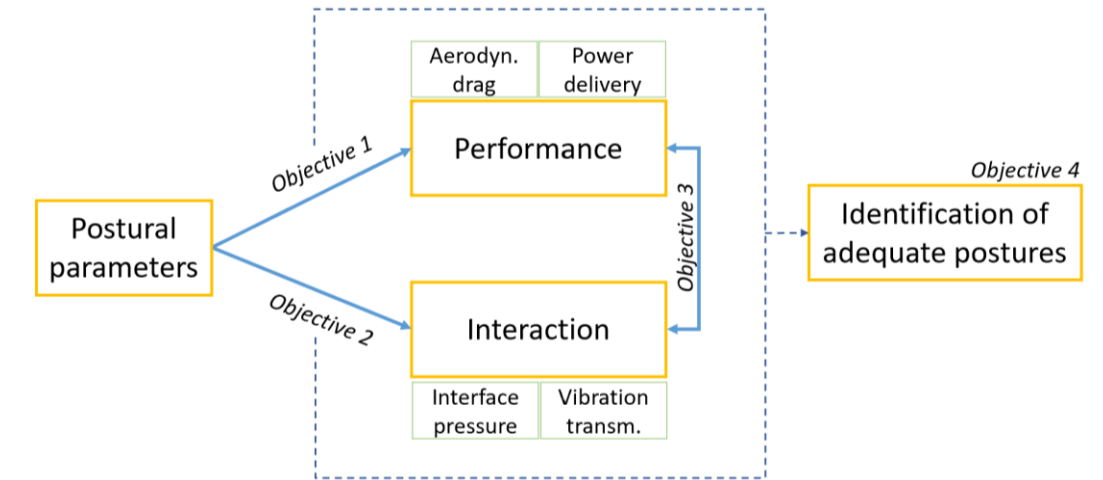 Aerodyn.
drag
Power
delivery
Performance
Objective 1
Postural
parameters
Objective 2
Interaction
Objective 3
Interface
pressure
Vibration
transm.
Objective 4
Identification of
adequate postures